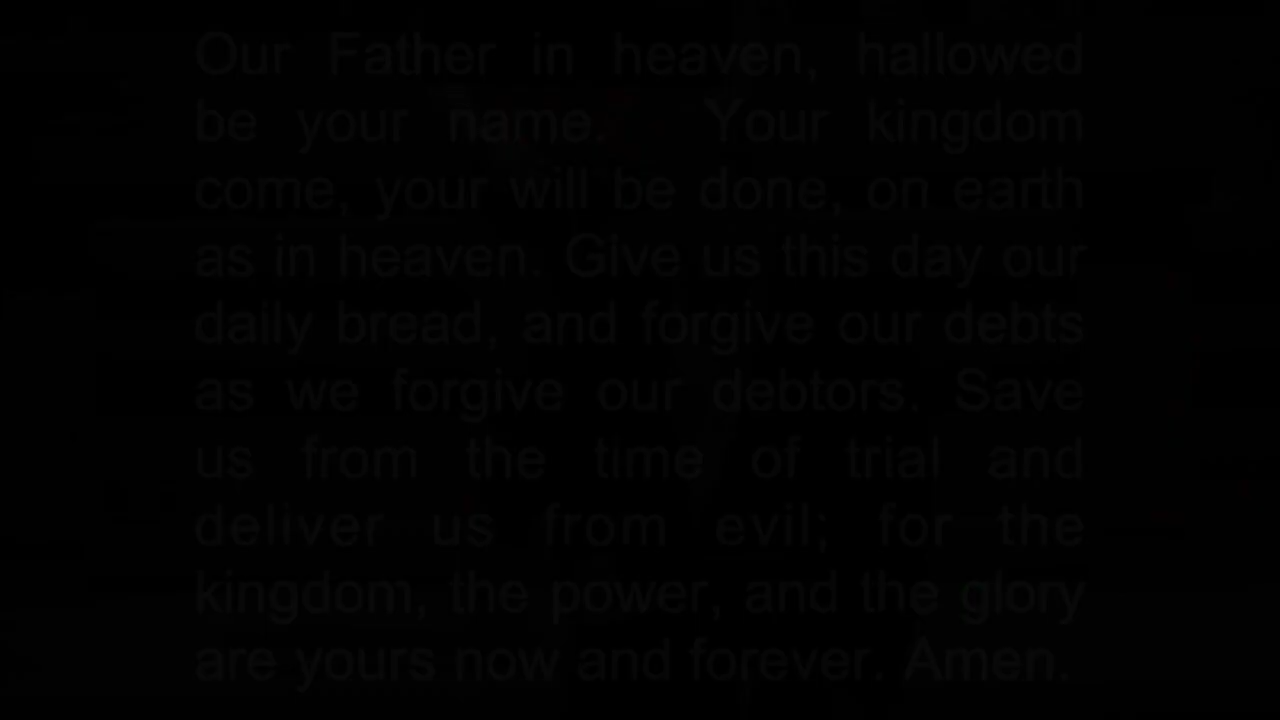 Our Father in heaven, hallowed
be your name. Your kingdom
come, your will be done, on earth
as in heaven. Give us this day our
daily bread, and forgive our debts
as we forgive our debtors. Save
us from the time of trial and
deliver us from evil; for the
kingdom, the power, and the glory
are yours now and forever. Amen.